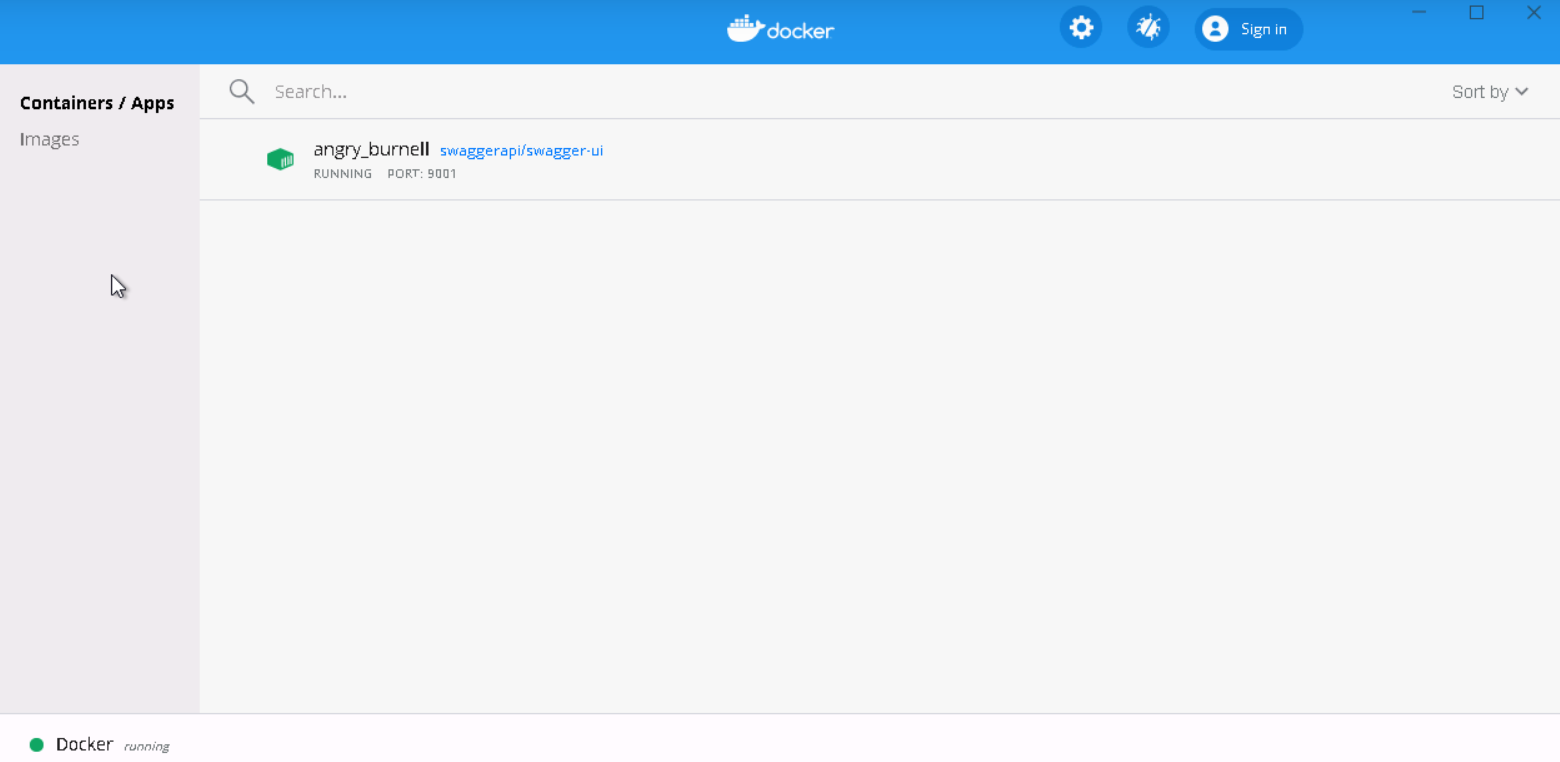 docker
Sign in
Containers / Apps
Images
Search...
Sort by
angry_burnell swaggerapi/swagger-ui
RUNNING PORT: 9001
Docker running